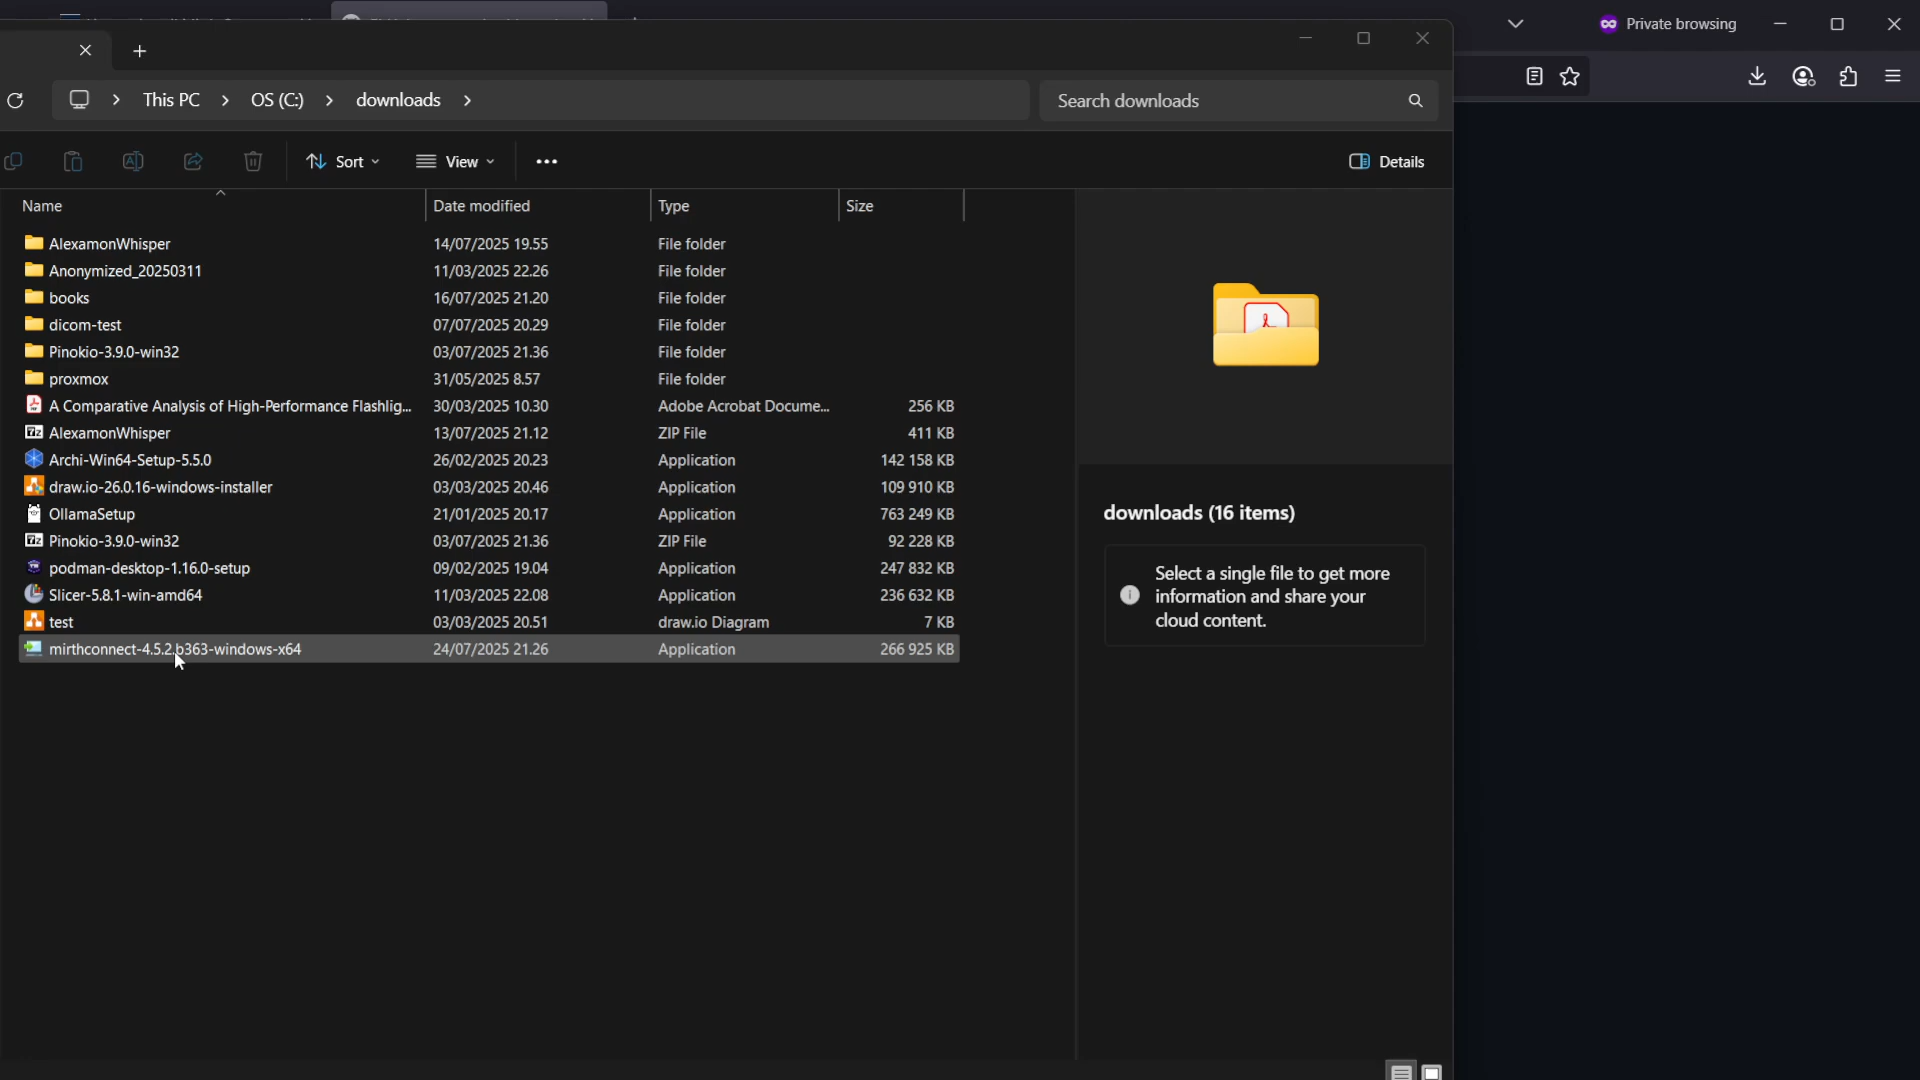 Private browsing
This PC OS (C:) downloads
Search downloads
Sort
View
Details
Name Date modified Type Size
AlexamonWhisper 14/07/2025 19.55 File folder
Anonymized_20250311 11/03/2025 22.26 File folder
books 16/07/2025 21.20 File folder
dicom-test 07/07/2025 20.29 File folder
Pinokio-3.9.0-win32 03/07/2025 21.36 File folder
proxmox 31/05/2025 8.57 File folder
A Comparative Analysis of High-Performance Flashlig... 30/03/2025 10.30 Adobe Acrobat Docume... 256 KB
AlexamonWhisper 13/07/2025 21.12 ZIP File 411 KB
Archi-Win64-Setup-5.5.0 26/02/2025 20.23 Application 142 158 KB
draw.io-26.0.16-windows-installer 03/03/2025 20.46 Application 109 910 KB
OllamaSetup 21/01/2025 20.17 Application 763 249 KB
Pinokio-3.9.0-win32 03/07/2025 21.36 ZIP File 92 228 KB
podman-desktop-1.16.0-setup 09/02/2025 19.04 Application 247 832 KB
Slicer-5.8.1-win-amd64 11/03/2025 22.08 Application 236 632 KB
test 03/03/2025 20.51 draw.io Diagram 7 KB
mirthconnect-4.5.2.b363-windows-x64 24/07/2025 21.26 Application 266 925 KB
downloads (16 items)
Select a single file to get more
information and share your
cloud content.